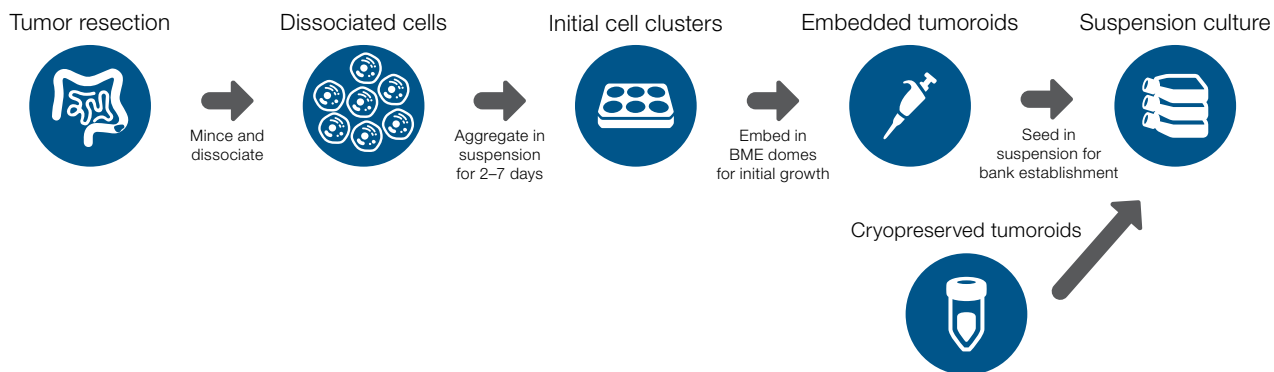 Tumor resection
Dissociated cells
Initial cell clusters
Embedded tumoroids
Suspension culture
Mince and
dissociate
Aggregate in
suspension
for 2–7 days
Embed in
BME domes
for initial growth
Seed in
suspension for
bank establishment
Cryopreserved tumoroids